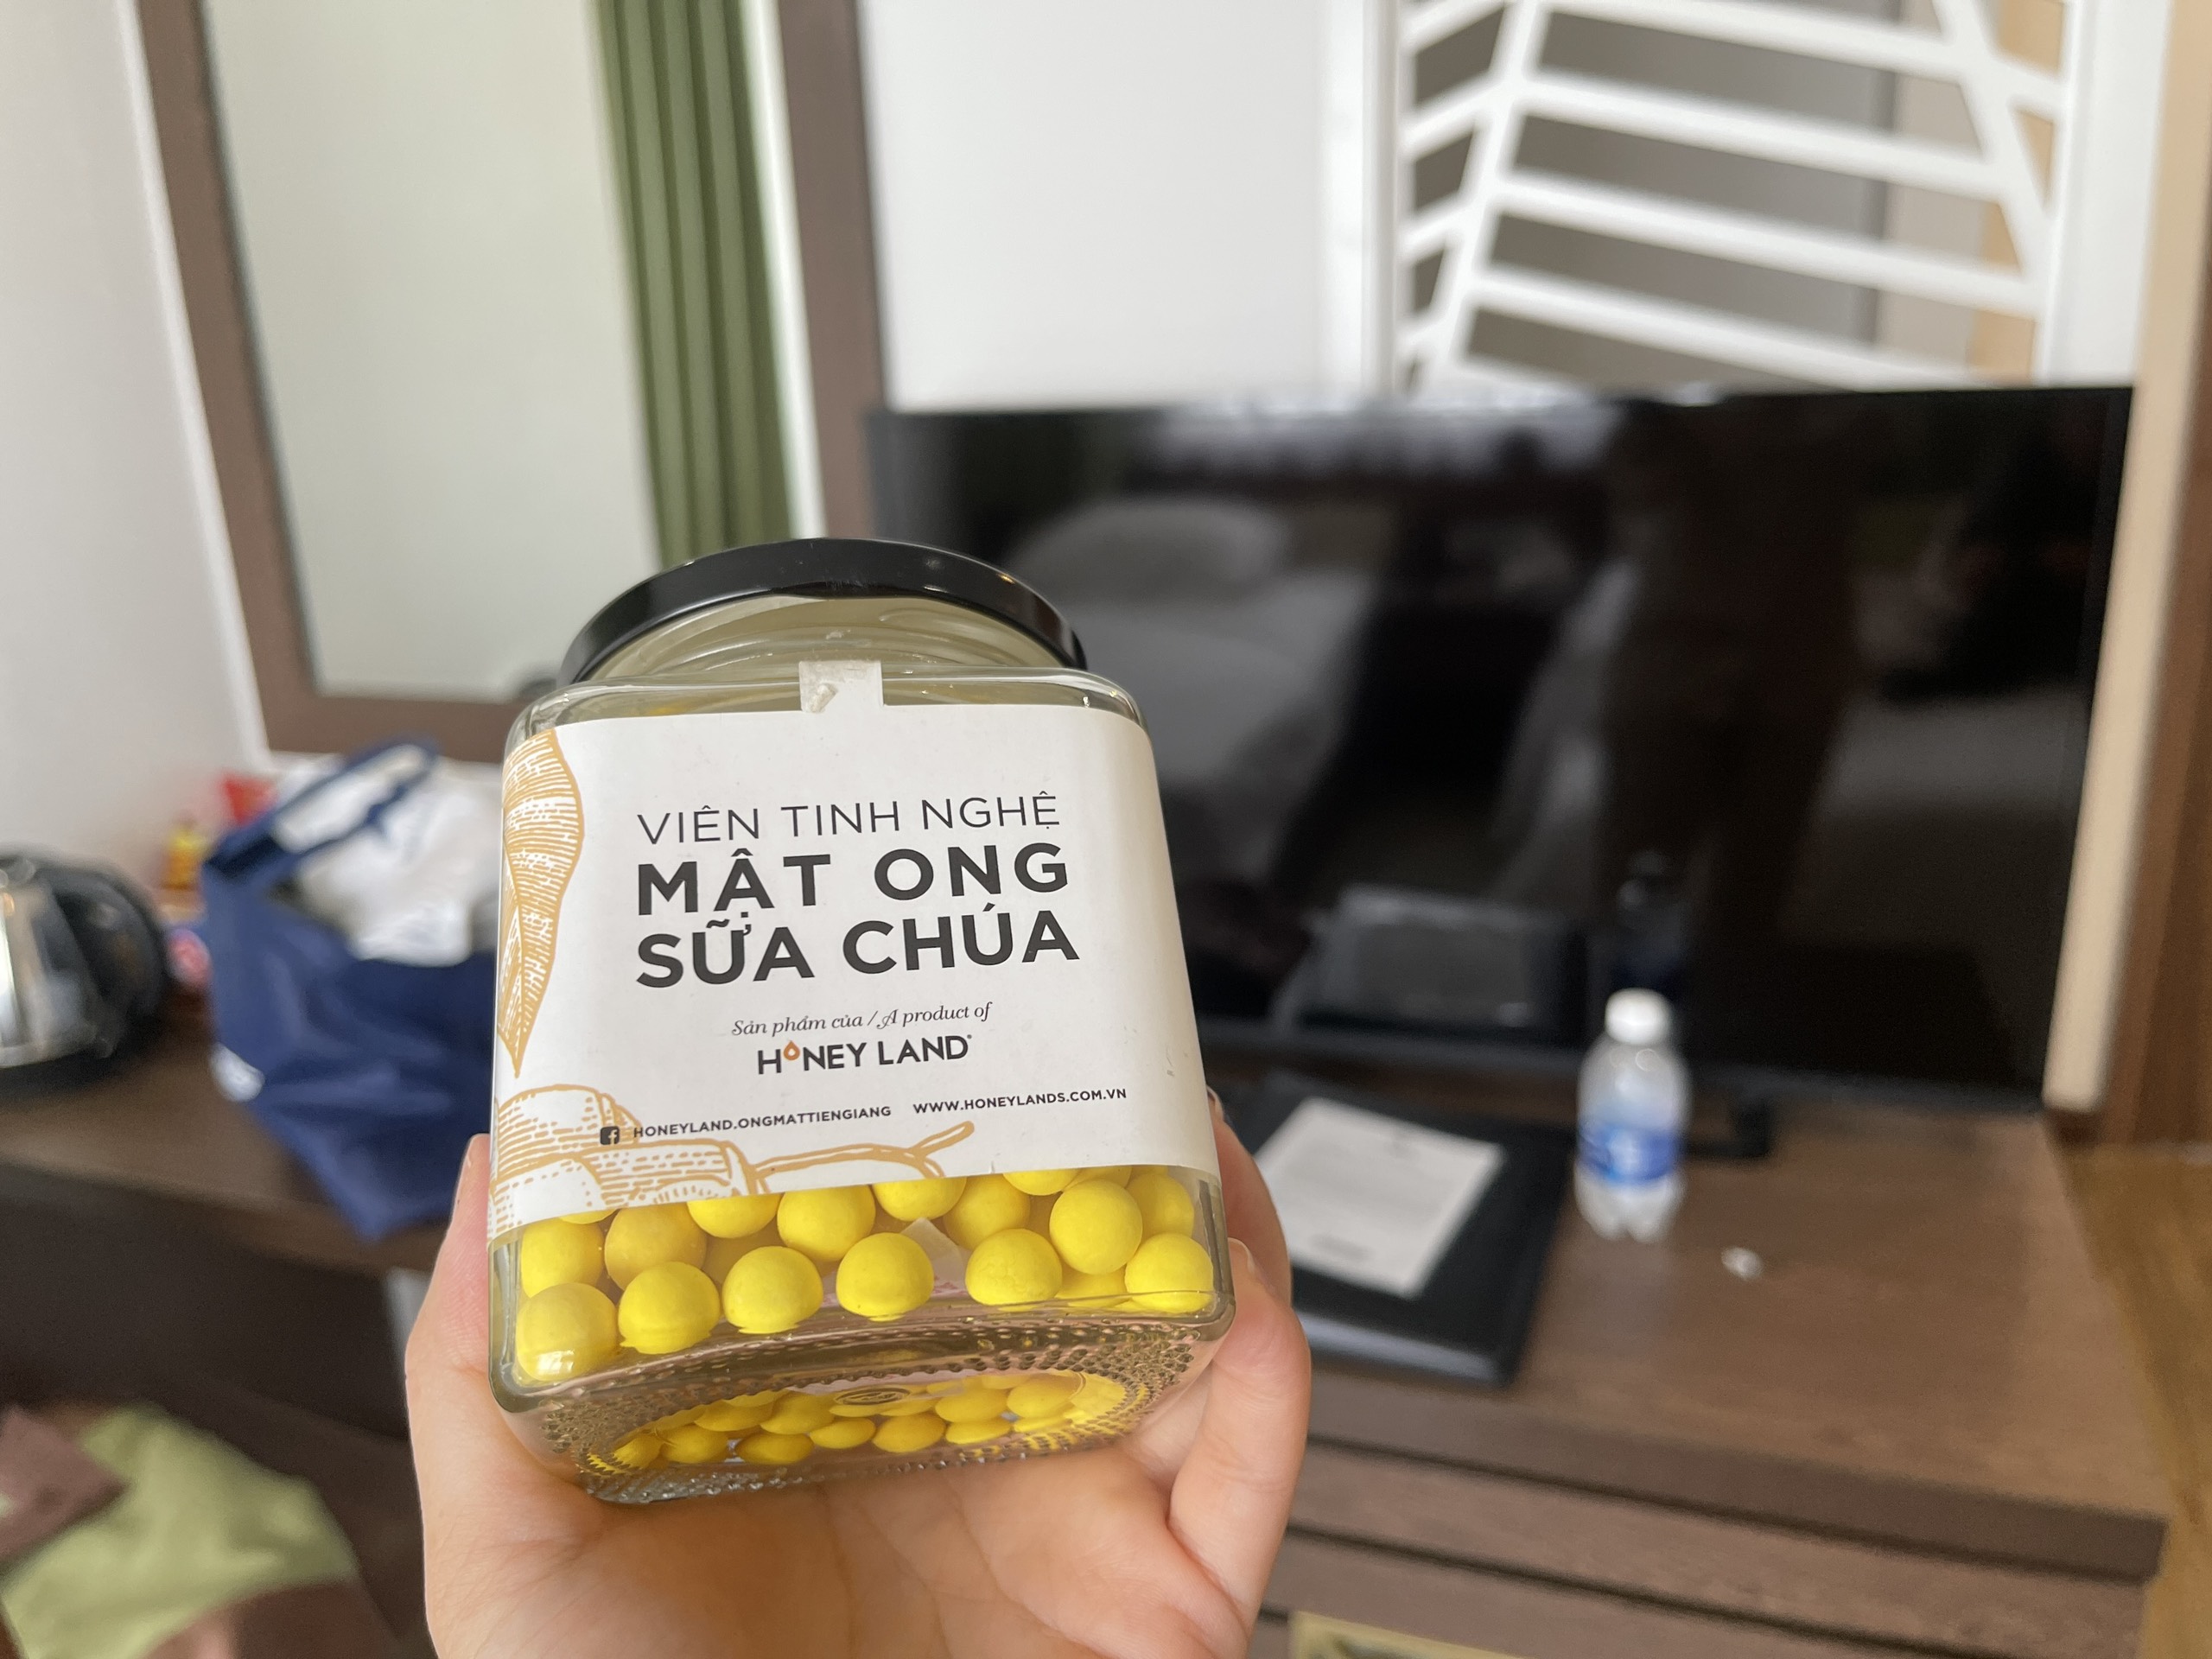 VIÊN TINH NGHỆ
MẬT ONG
SỮA CHÚA
Sản phẩm của / A product of
HONEY LAND
HONEYLAND.ONGMATTIENGIANG WWW.HONEYLANDS.COM.VN